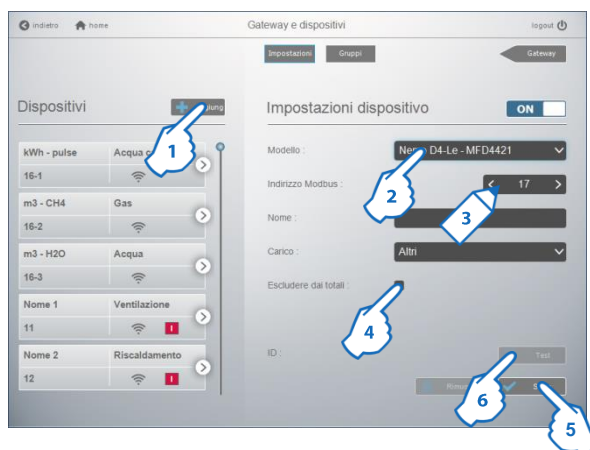 indietro home Gateway e dispositivi logout
Impostazioni Gruppi Gateway
Dispositivi
Impostazioni dispositivo ON
kWh - pulse Acqua
16-1
m3 - CH4 Gas
16-2
m3 - H2O Acqua
16-3
Nome 1 Ventilazione
11 I
Nome 2 Riscaldamento
12 I
Modello : D4-Le - MFD4421
Indirizzo Modbus : < 17 >
Nome :
Carico : Altri
Escludere dai totali :
ID : Test
1
2
3
4
6
5